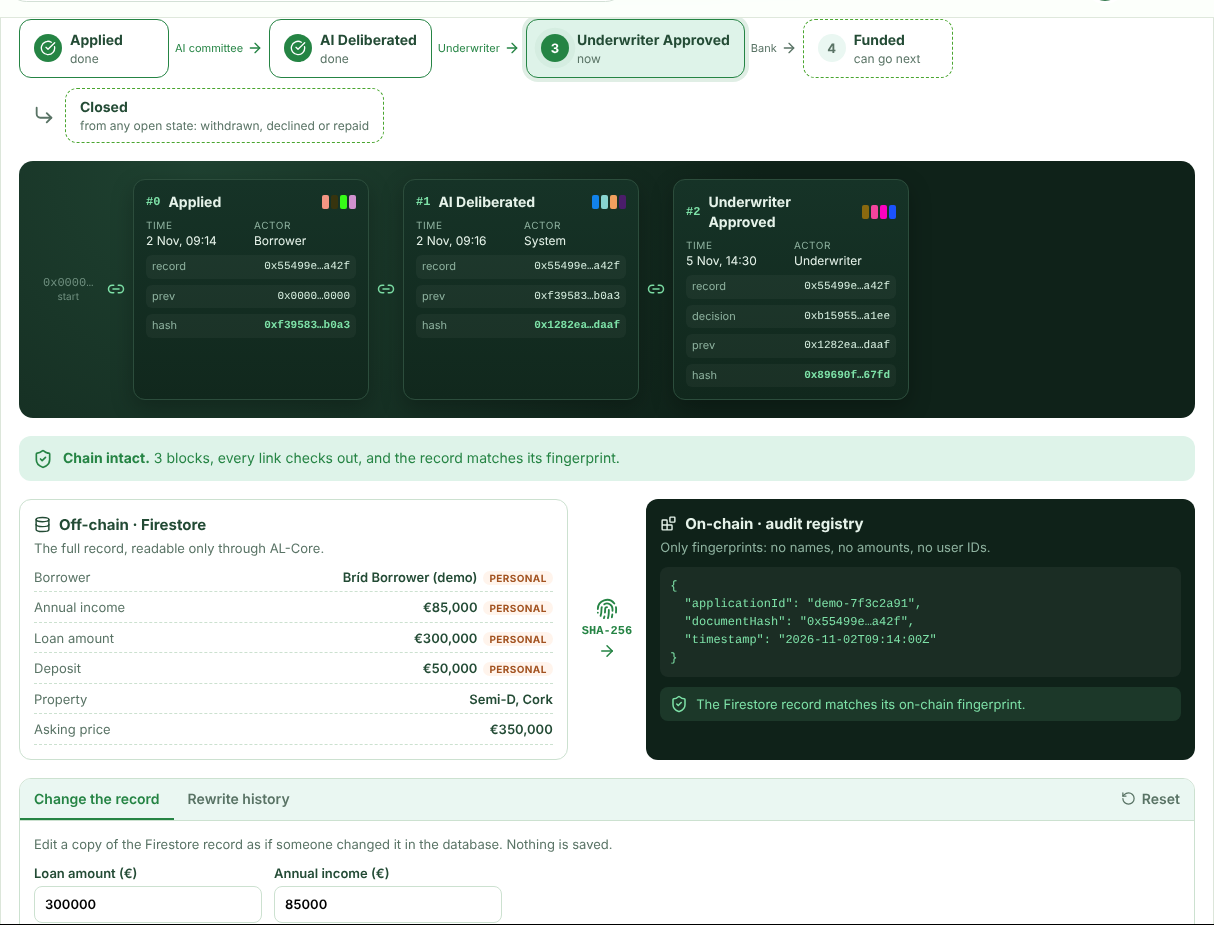 Applied
done
AI committee
AI Deliberated
done
Underwriter
3
Underwriter Approved
now
Bank
4
Funded
can go next
Closed
from any open state: withdrawn, declined or repaid
0x0000…
start
#0 Applied
TIME ACTOR
2 Nov, 09:14 Borrower
record 0x55499e…a42f
prev 0x0000…0000
hash 0xf39583…b0a3
#1 AI Deliberated
TIME ACTOR
2 Nov, 09:16 System
record 0x55499e…a42f
prev 0xf39583…b0a3
hash 0x1282ea…daaf
#2 Underwriter
Approved
TIME ACTOR
5 Nov, 14:30 Underwriter
record 0x55499e…a42f
decision 0xb15955…a1ee
prev 0x1282ea…daaf
hash 0x89690f…67fd
Chain intact. 3 blocks, every link checks out, and the record matches its fingerprint.
Off-chain · Firestore
The full record, readable only through AL-Core.
Borrower Bríd Borrower (demo) PERSONAL
Annual income €85,000 PERSONAL
Loan amount €300,000 PERSONAL
Deposit €50,000 PERSONAL
Property Semi-D, Cork
Asking price €350,000
SHA-256
On-chain · audit registry
Only fingerprints: no names, no amounts, no user IDs.
{
"applicationId": "demo-7f3c2a91",
"documentHash": "0x55499e…a42f",
"timestamp": "2026-11-02T09:14:00Z"
}
The Firestore record matches its on-chain fingerprint.
Change the record Rewrite history Reset
Edit a copy of the Firestore record as if someone changed it in the database. Nothing is saved.
Loan amount (€) Annual income (€)
300000 85000